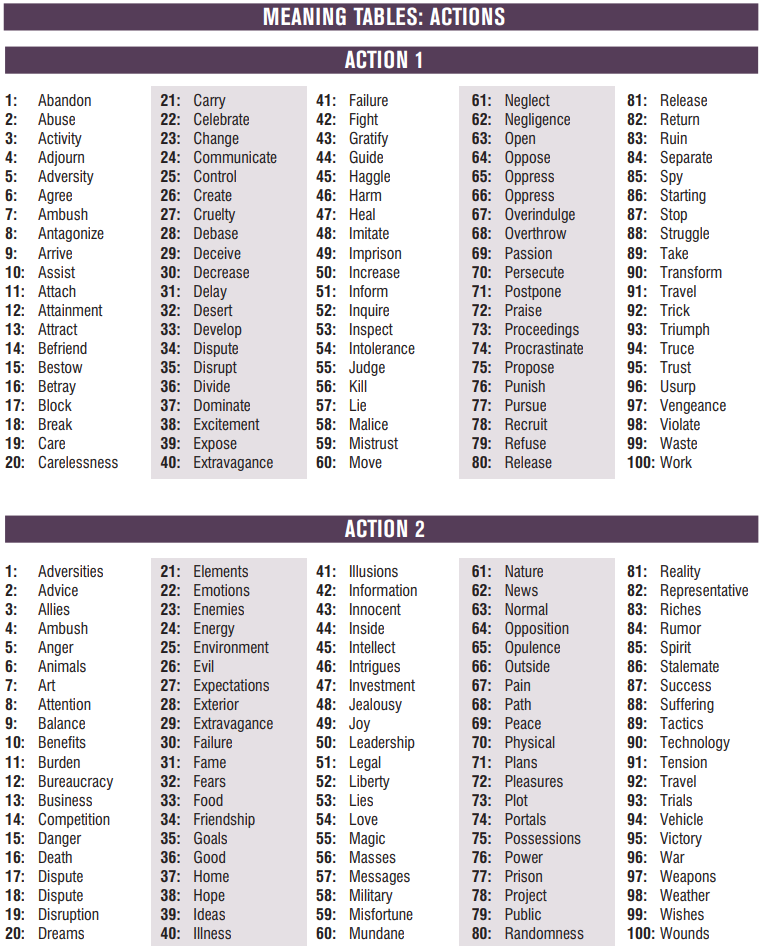 MEANING TABLES: ACTIONS
ACTION 1
1: Abandon
2: Abuse
3: Activity
4: Adjourn
5: Adversity
6: Agree
7: Ambush
8: Antagonize
9: Arrive
10: Assist
11: Attach
12: Attainment
13: Attract
14: Befriend
15: Bestow
16: Betray
17: Block
18: Break
19: Care
20: Carelessness
21: Carry
22: Celebrate
23: Change
24: Communicate
25: Control
26: Create
27: Cruelty
28: Debase
29: Deceive
30: Decrease
31: Delay
32: Desert
33: Develop
34: Dispute
35: Disrupt
36: Divide
37: Dominate
38: Excitement
39: Expose
40: Extravagance
41: Failure
42: Fight
43: Gratify
44: Guide
45: Haggle
46: Harm
47: Heal
48: Imitate
49: Imprison
50: Increase
51: Inform
52: Inquire
53: Inspect
54: Intolerance
55: Judge
56: Kill
57: Lie
58: Malice
59: Mistrust
60: Move
61: Neglect
62: Negligence
63: Open
64: Oppose
65: Oppress
66: Oppress
67: Overindulge
68: Overthrow
69: Passion
70: Persecute
71: Postpone
72: Praise
73: Proceedings
74: Procrastinate
75: Propose
76: Punish
77: Pursue
78: Recruit
79: Refuse
80: Release
81: Release
82: Return
83: Ruin
84: Separate
85: Spy
86: Starting
87: Stop
88: Struggle
89: Take
90: Transform
91: Travel
92: Trick
93: Triumph
94: Truce
95: Trust
96: Usurp
97: Vengeance
98: Violate
99: Waste
100: Work
ACTION 2
1: Adversities
2: Advice
3: Allies
4: Ambush
5: Anger
6: Animals
7: Art
8: Attention
9: Balance
10: Benefits
11: Burden
12: Bureaucracy
13: Business
14: Competition
15: Danger
16: Death
17: Dispute
18: Dispute
19: Disruption
20: Dreams
21: Elements
22: Emotions
23: Enemies
24: Energy
25: Environment
26: Evil
27: Expectations
28: Exterior
29: Extravagance
30: Failure
31: Fame
32: Fears
33: Food
34: Friendship
35: Goals
36: Good
37: Home
38: Hope
39: Ideas
40: Illness
41: Illusions
42: Information
43: Innocent
44: Inside
45: Intellect
46: Intrigues
47: Investment
48: Jealousy
49: Joy
50: Leadership
51: Legal
52: Liberty
53: Lies
54: Love
55: Magic
56: Masses
57: Messages
58: Military
59: Misfortune
60: Mundane
61: Nature
62: News
63: Normal
64: Opposition
65: Opulence
66: Outside
67: Pain
68: Path
69: Peace
70: Physical
71: Plans
72: Pleasures
73: Plot
74: Portals
75: Possessions
76: Power
77: Prison
78: Project
79: Public
80: Randomness
81: Reality
82: Representative
83: Riches
84: Rumor
85: Spirit
86: Stalemate
87: Success
88: Suffering
89: Tactics
90: Technology
91: Tension
92: Travel
93: Trials
94: Vehicle
95: Victory
96: War
97: Weapons
98: Weather
99: Wishes
100: Wounds